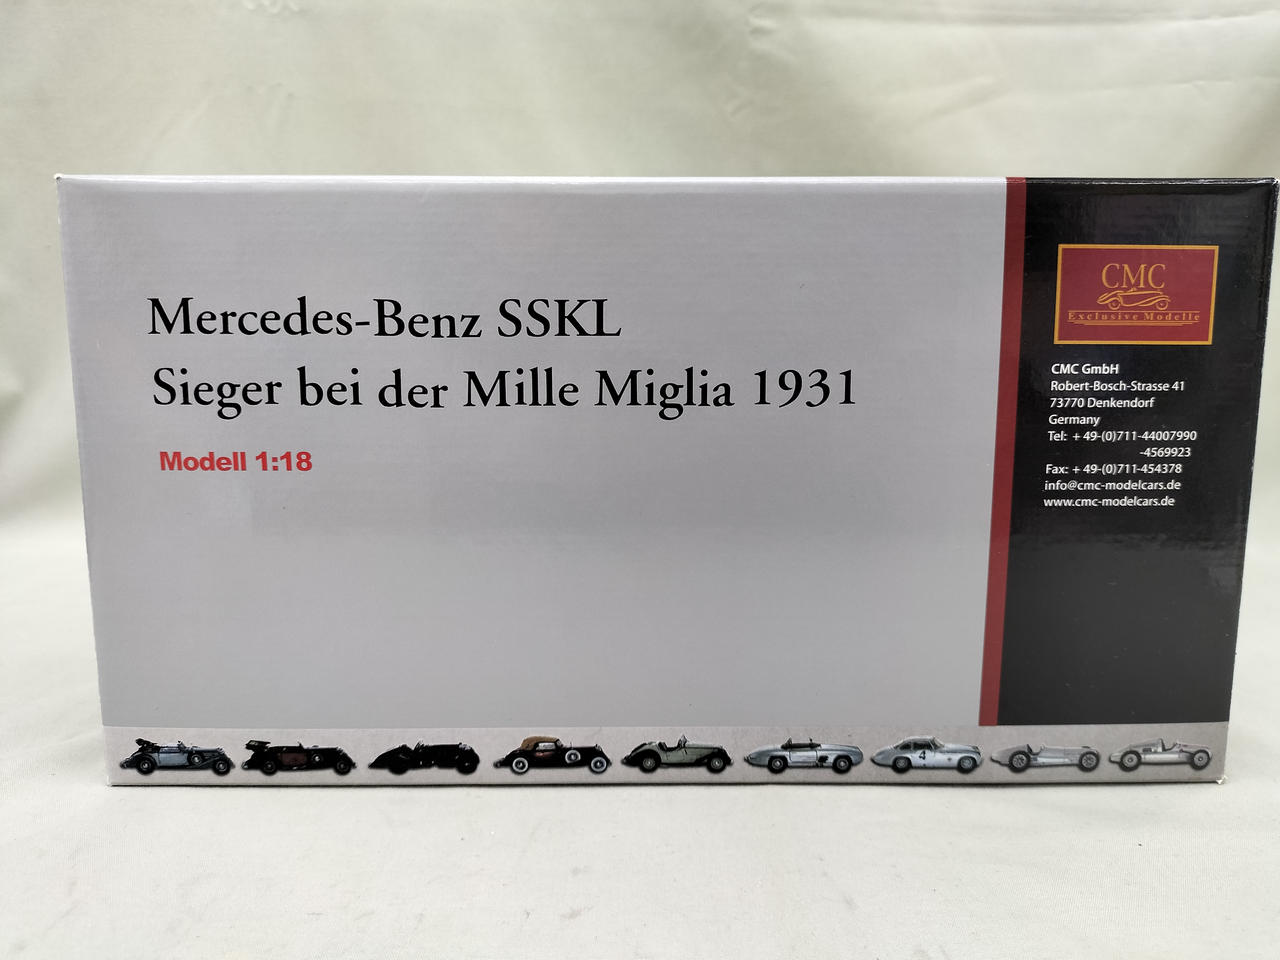 Mercedes-Benz SSKL
Sieger bei der Mille Miglia 1931
Modell 1:18
CMC
Exclusive Modelle
CMC GmbH
Robert-Bosch-Strasse 41
73770 Denkendorf
Germany
Tel: + 49-(0)711-44007990
-4569923
Fax: + 49-(0)711-454378
info@cmc-modelcars.de
www.cmc-modelcars.de
4